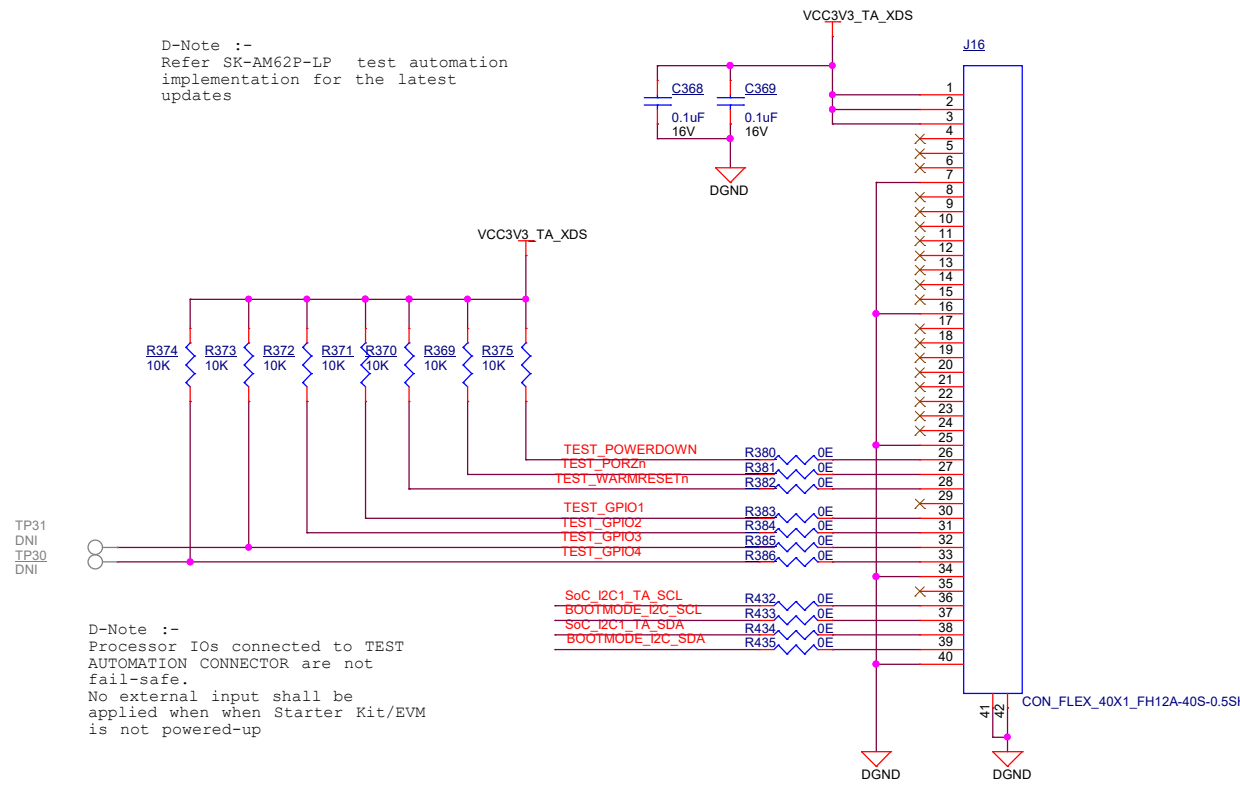 VCC3V3_TA_XDS
D-Note :-
Refer SK-AM62P-LP test automation
implementation for the latest
updates
J16
C368
0.1uF
16V
C369
0.1uF
16V
DGND
1
2
3
4
5
6
7
8
9
10
11
12
13
14
15
16
17
18
19
20
21
22
23
24
25
26
27
28
29
30
31
32
33
34
35
36
37
38
39
40
VCC3V3_TA_XDS
R374
10K
R373
10K
R372
10K
R371
10K
R370
10K
R369
10K
R375
10K
TEST_POWERDOWN R380 0E
TEST_PORZn R381 0E
TEST_WARMRESETn R382 0E
TEST_GPIO1 R383 0E
TEST_GPIO2 R384 0E
TEST_GPIO3 R385 0E
TEST_GPIO4 R386 0E
TP31
DNI
TP30
DNI
SoC_I2C1_TA_SCL R432 0E
BOOTMODE_I2C_SCL R433 0E
SoC_I2C1_TA_SDA R434 0E
BOOTMODE_I2C_SDA R435 0E
D-Note :-
Processor IOs connected to TEST
AUTOMATION CONNECTOR are not
fail-safe.
No external input shall be
applied when when Starter Kit/EVM
is not powered-up
41
42
CON_FLEX_40X1_FH12A-40S-0.5SH
DGND
DGND